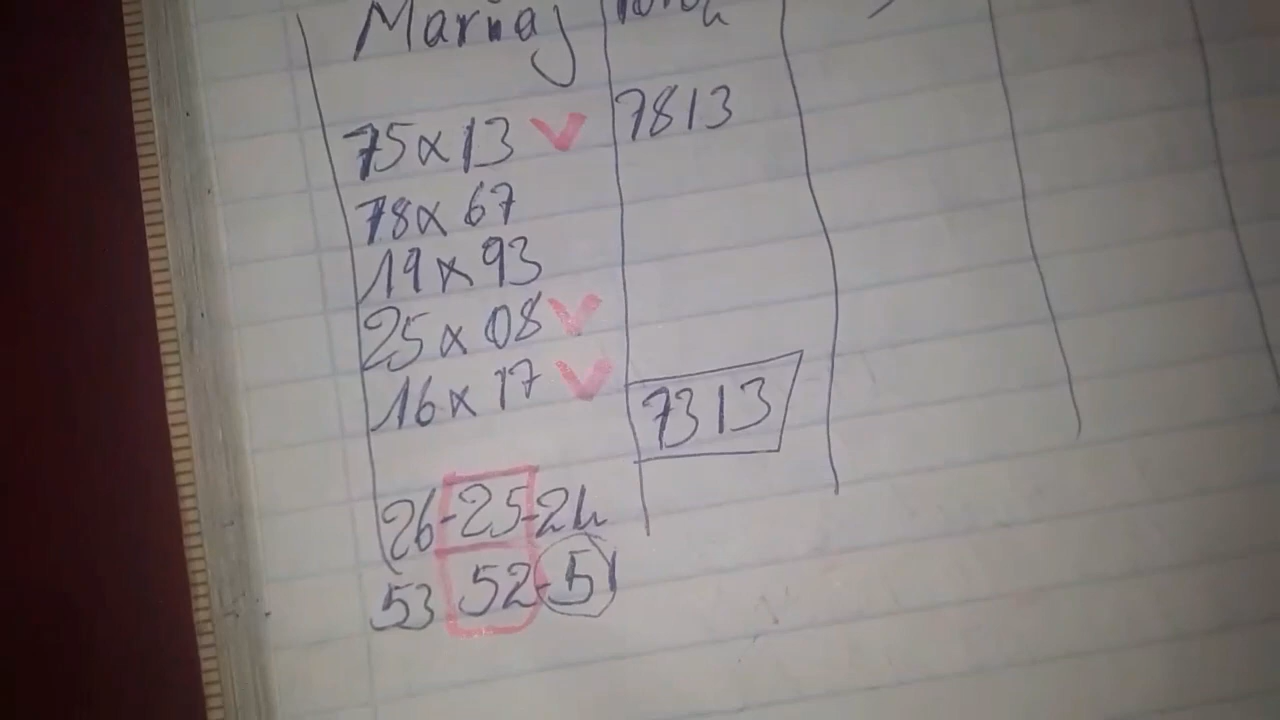 Mariaj
75x13 7813
78x67
19x93
25x08
16x17 7313
26-25-24
53 52-51